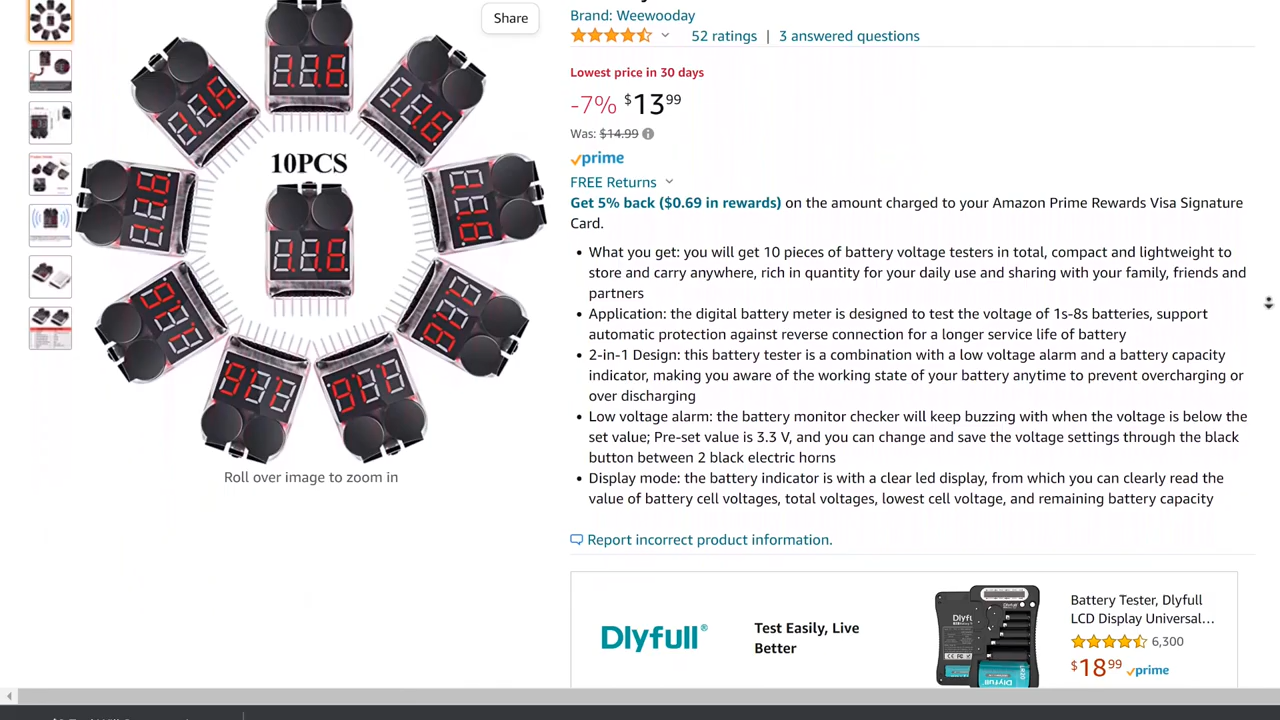 Share
Brand: Weewooday
52 ratings | 3 answered questions
Lowest price in 30 days
-7% $13 99
Was: $14.99
prime
FREE Returns
Get 5% back ($0.69 in rewards) on the amount charged to your Amazon Prime Rewards Visa Signature
Card.
10PCS
• What you get: you will get 10 pieces of battery voltage testers in total, compact and lightweight to
store and carry anywhere, rich in quantity for your daily use and sharing with your family, friends and
partners
• Application: the digital battery meter is designed to test the voltage of 1s-8s batteries, support
automatic protection against reverse connection for a longer service life of battery
• 2-in-1 Design: this battery tester is a combination with a low voltage alarm and a battery capacity
indicator, making you aware of the working state of your battery anytime to prevent overcharging or
over discharging
• Low voltage alarm: the battery monitor checker will keep buzzing with when the voltage is below the
set value; Pre-set value is 3.3 V, and you can change and save the voltage settings through the black
button between 2 black electric horns
• Display mode: the battery indicator is with a clear led display, from which you can clearly read the
value of battery cell voltages, total voltages, lowest cell voltage, and remaining battery capacity
Roll over image to zoom in
Report incorrect product information.
Dlyfull®
Test Easily, Live
Better
Dlyfull
Battery Tester, Dlyfull
LCD Display Universal...
6,300
$18 99 prime